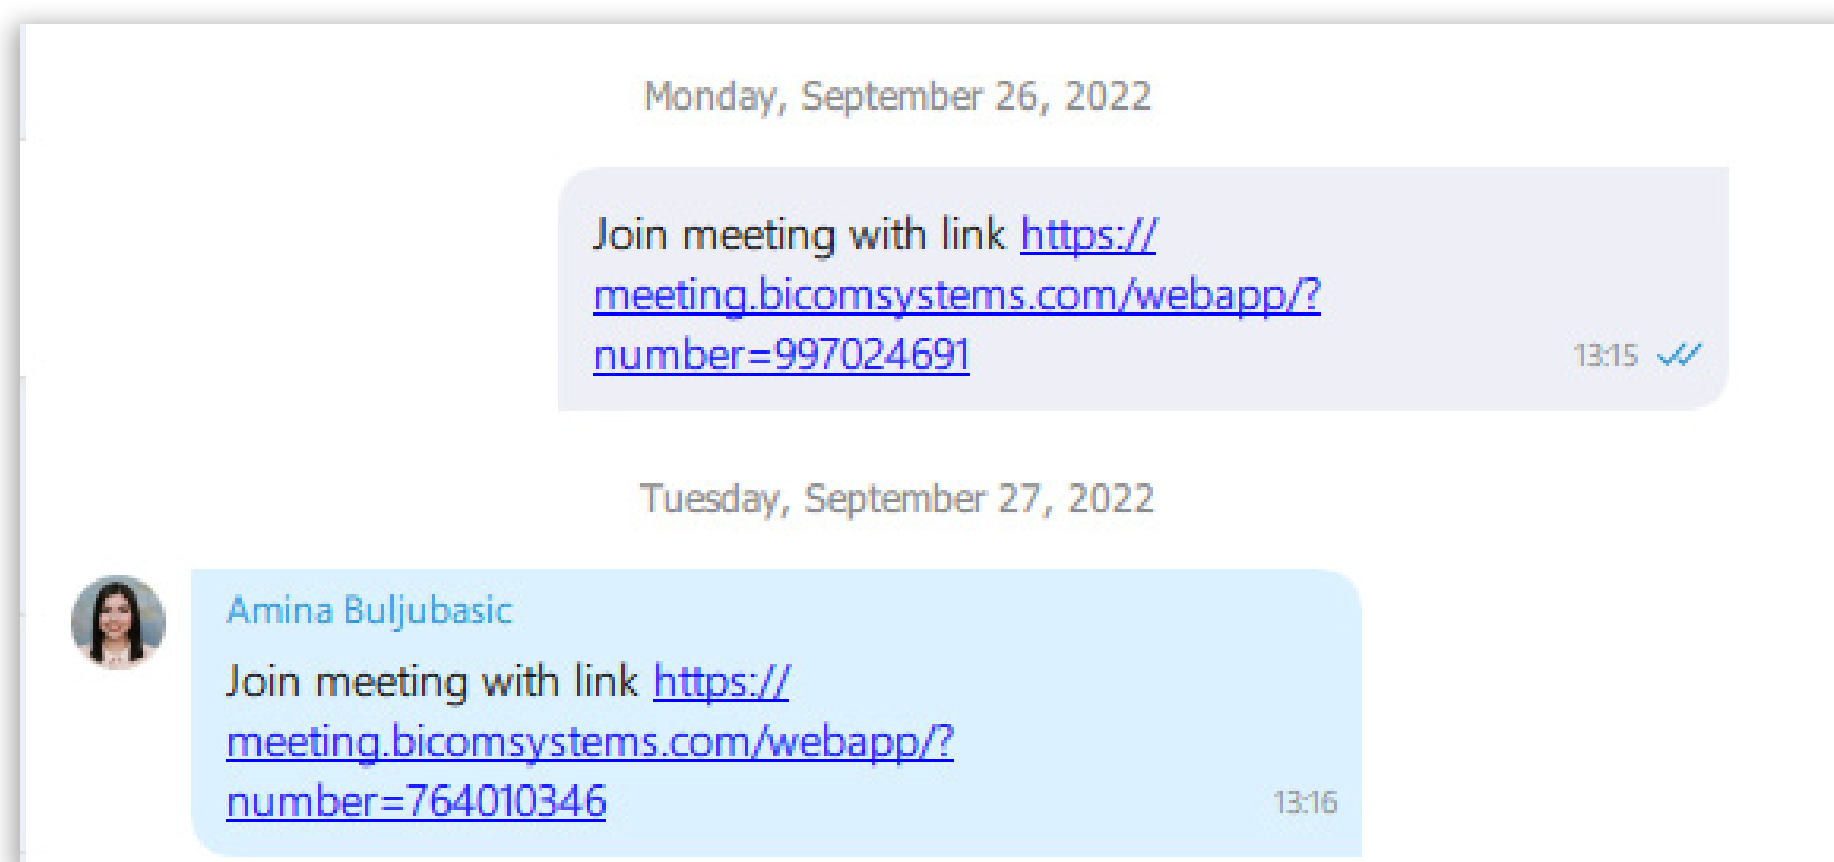 Monday, September 26, 2022
Join meeting with link https://
meeting.bicomsystems.com/webapp/?
number=997024691
13:15
Tuesday, September 27, 2022
Amina Buljubasic
Join meeting with link https://
meeting.bicomsystems.com/webapp/?
number=764010346
13:16